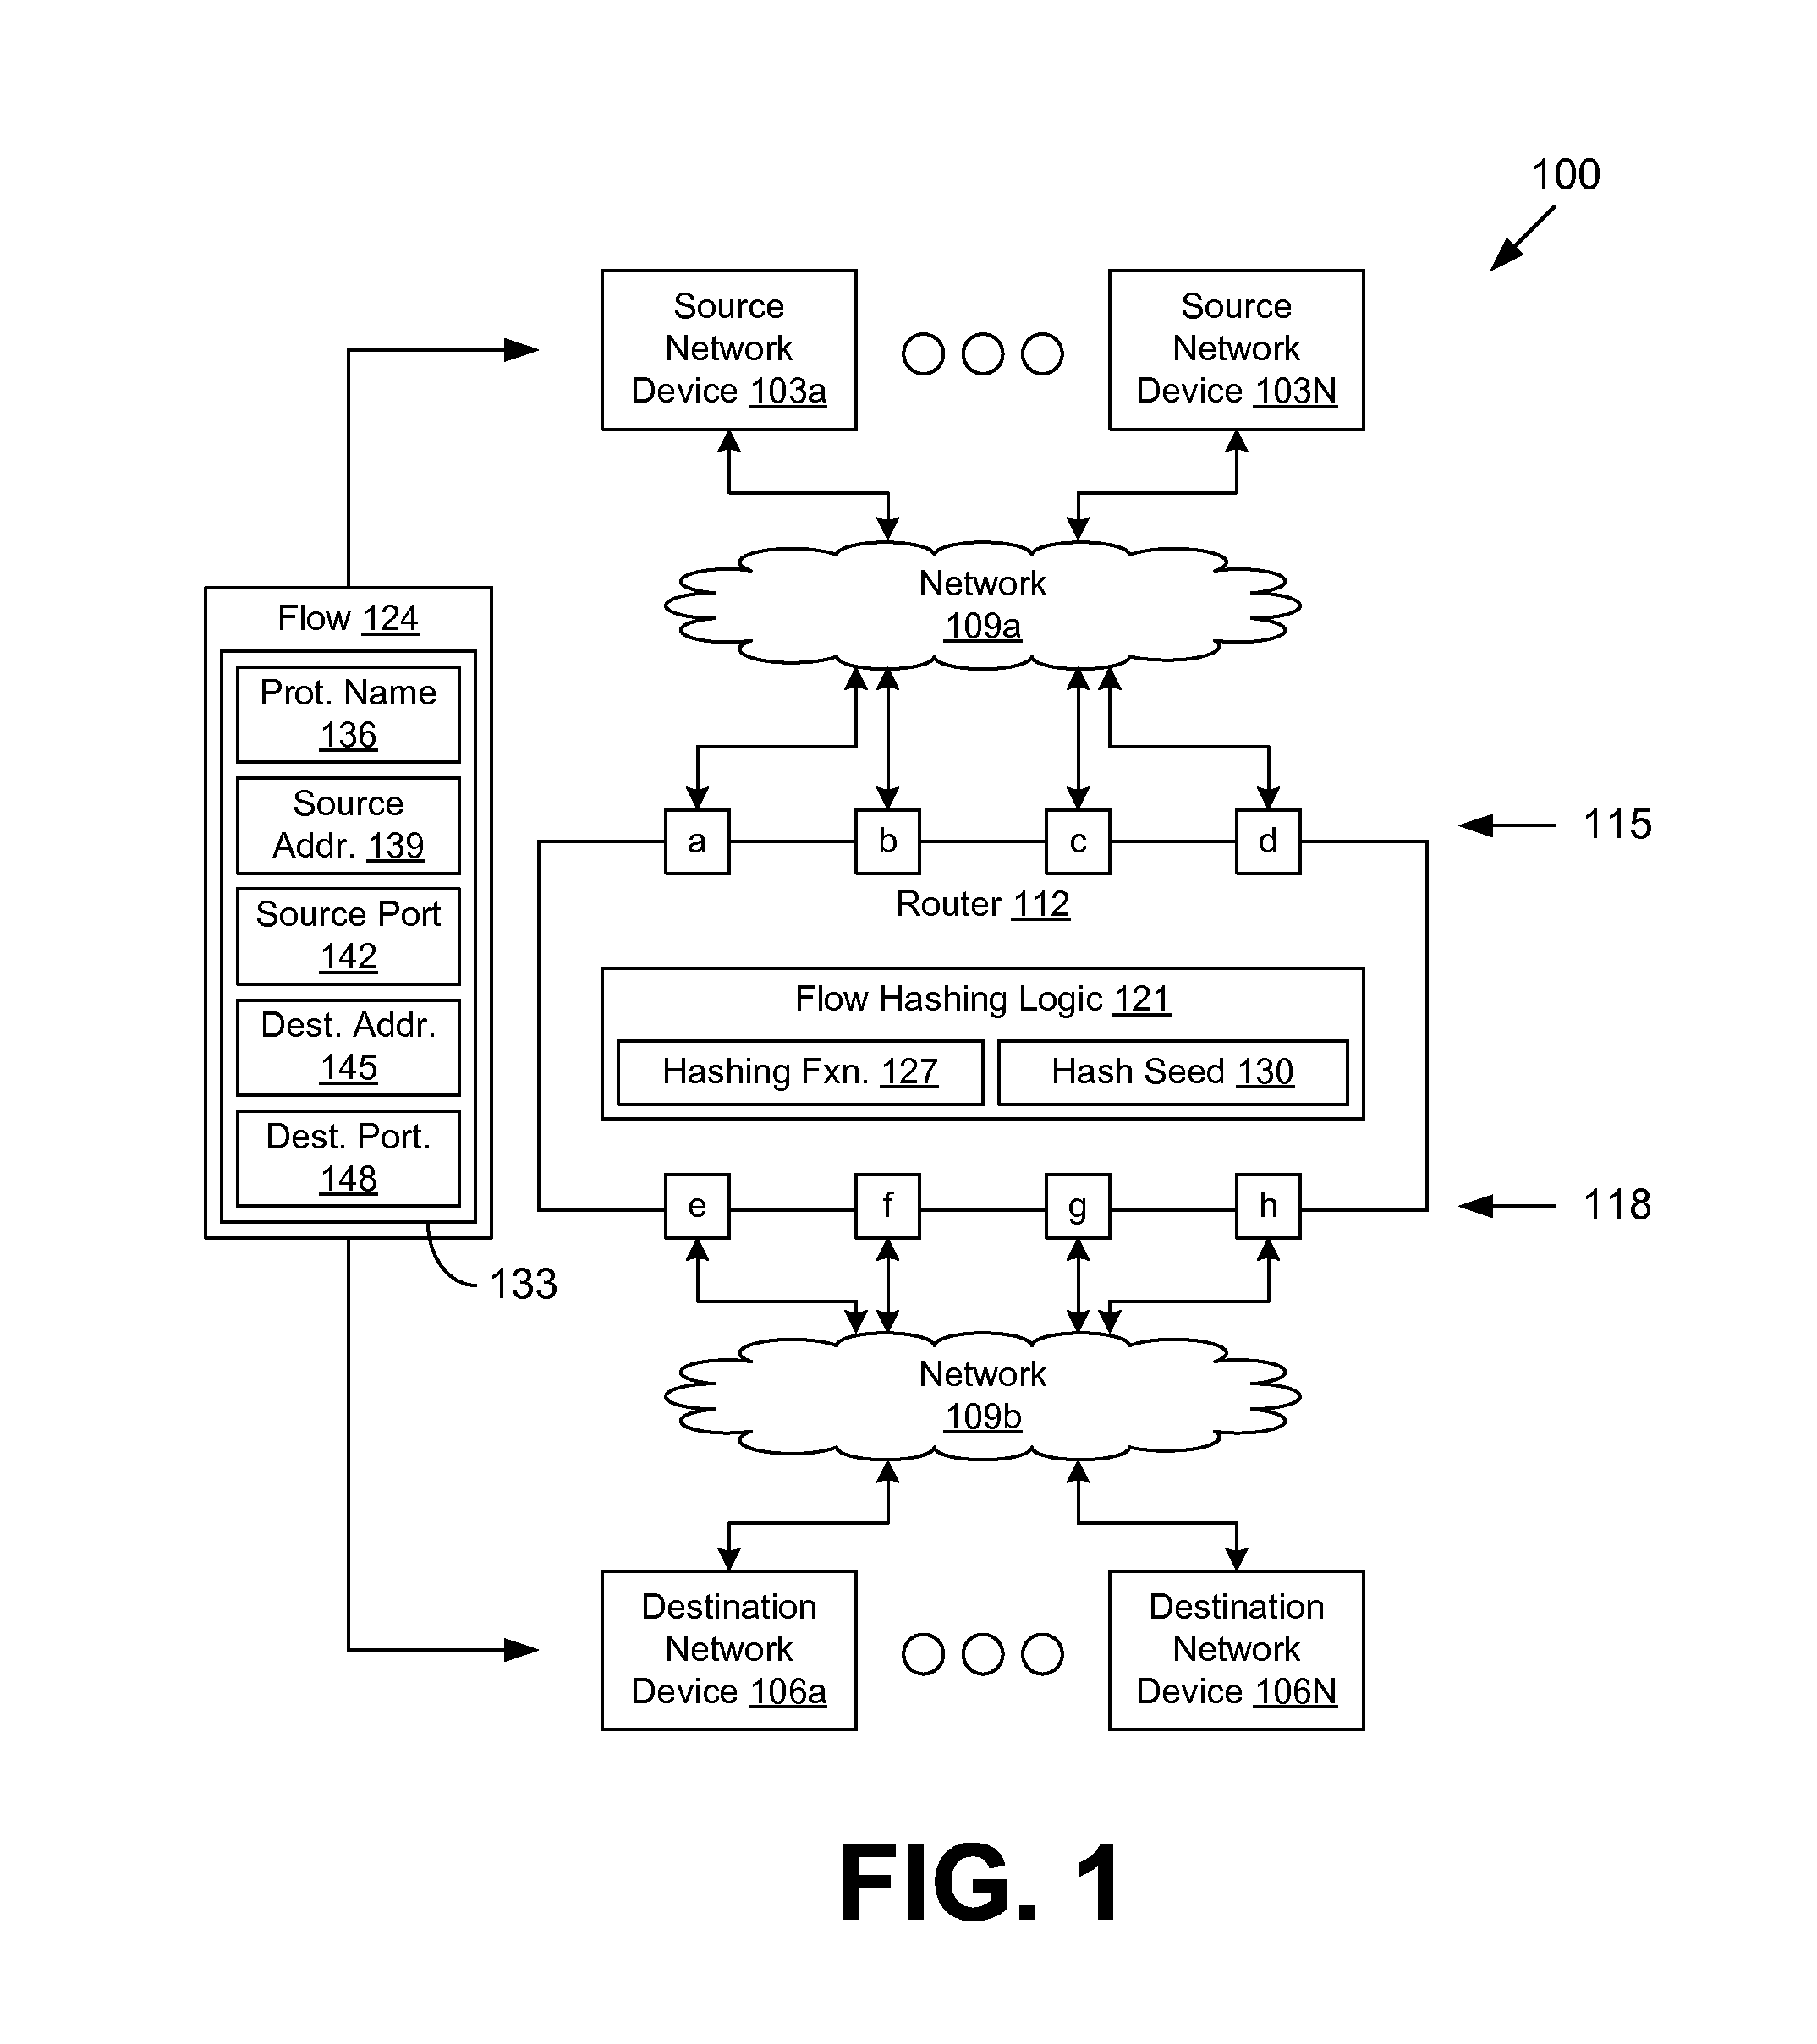 100
Source
Network
Device 103a
Source
Network
Device 103N
Network
109a
Flow 124
Prot. Name
136
Source
Addr. 139
Source Port
142
Dest. Addr.
145
Dest. Port.
148
133
a
b
c
d
115
Router 112
Flow Hashing Logic 121
Hashing Fxn. 127
Hash Seed 130
e
f
g
h
118
Network
109b
Destination
Network
Device 106a
Destination
Network
Device 106N
FIG. 1